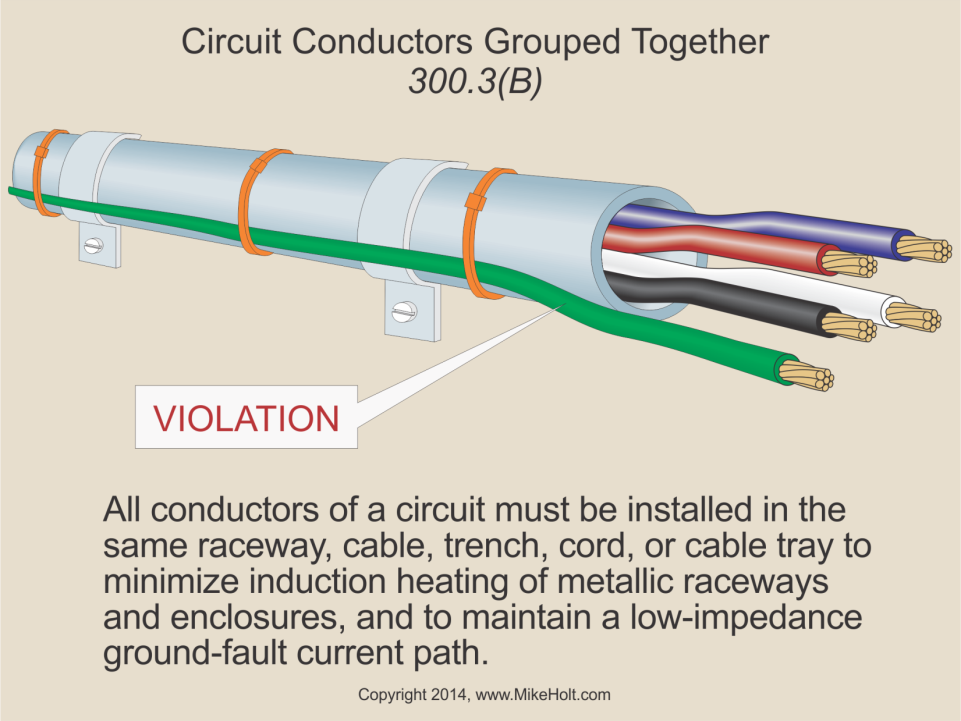 Circuit Conductors Grouped Together
300.3(B)
VIOLATION
All conductors of a circuit must be installed in the
same raceway, cable, trench, cord, or cable tray to
minimize induction heating of metallic raceways
and enclosures, and to maintain a low-impedance
ground-fault current path.
Copyright 2014, www.MikeHolt.com